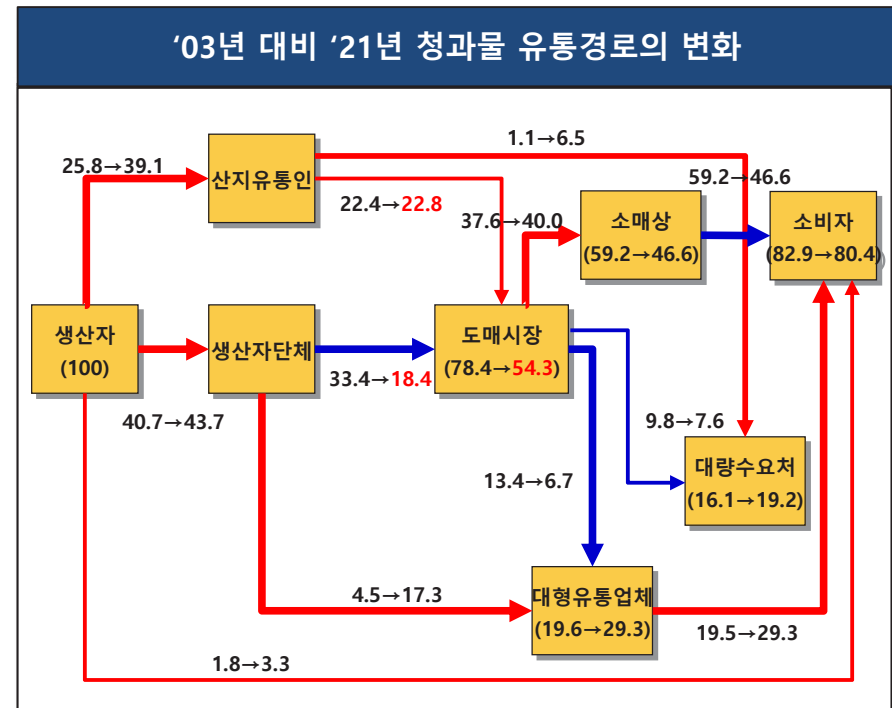 ‘03년 대비 ‘21년 청과물 유통경로의 변화
1.1→6.5
25.8→39.1
산지유통인
59.2→46.6
22.4→22.8
37.6→40.0
소매상
(59.2→46.6)
소비자
(82.9→80.4)
생산자
(100)
생산자단체
도매시장
(78.4→54.3)
33.4→18.4
40.7→43.7
9.8→7.6
대량수요처
(16.1→19.2)
13.4→6.7
4.5→17.3
대형유통업체
(19.6→29.3)
19.5→29.3
1.8→3.3